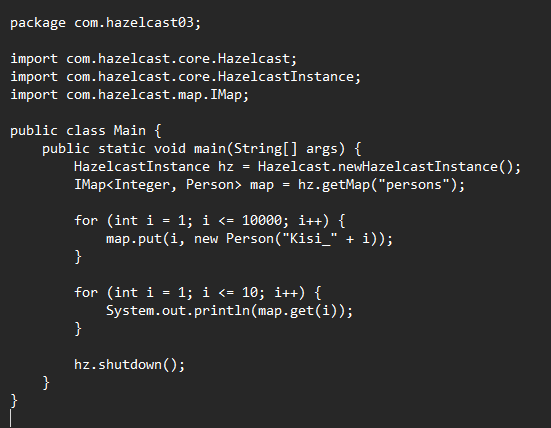 package com.hazelcast03;
import com.hazelcast.core.Hazelcast;
import com.hazelcast.core.HazelcastInstance;
import com.hazelcast.map.IMap;
public class Main {
    public static void main(String[] args) {
        HazelcastInstance hz = Hazelcast.newHazelcastInstance();
        IMap<Integer, Person> map = hz.getMap("persons");
        for (int i = 1; i <= 10000; i++) {
            map.put(i, new Person("Kisi_" + i));
        }
        for (int i = 1; i <= 10; i++) {
            System.out.println(map.get(i));
        }
        hz.shutdown();
    }
}